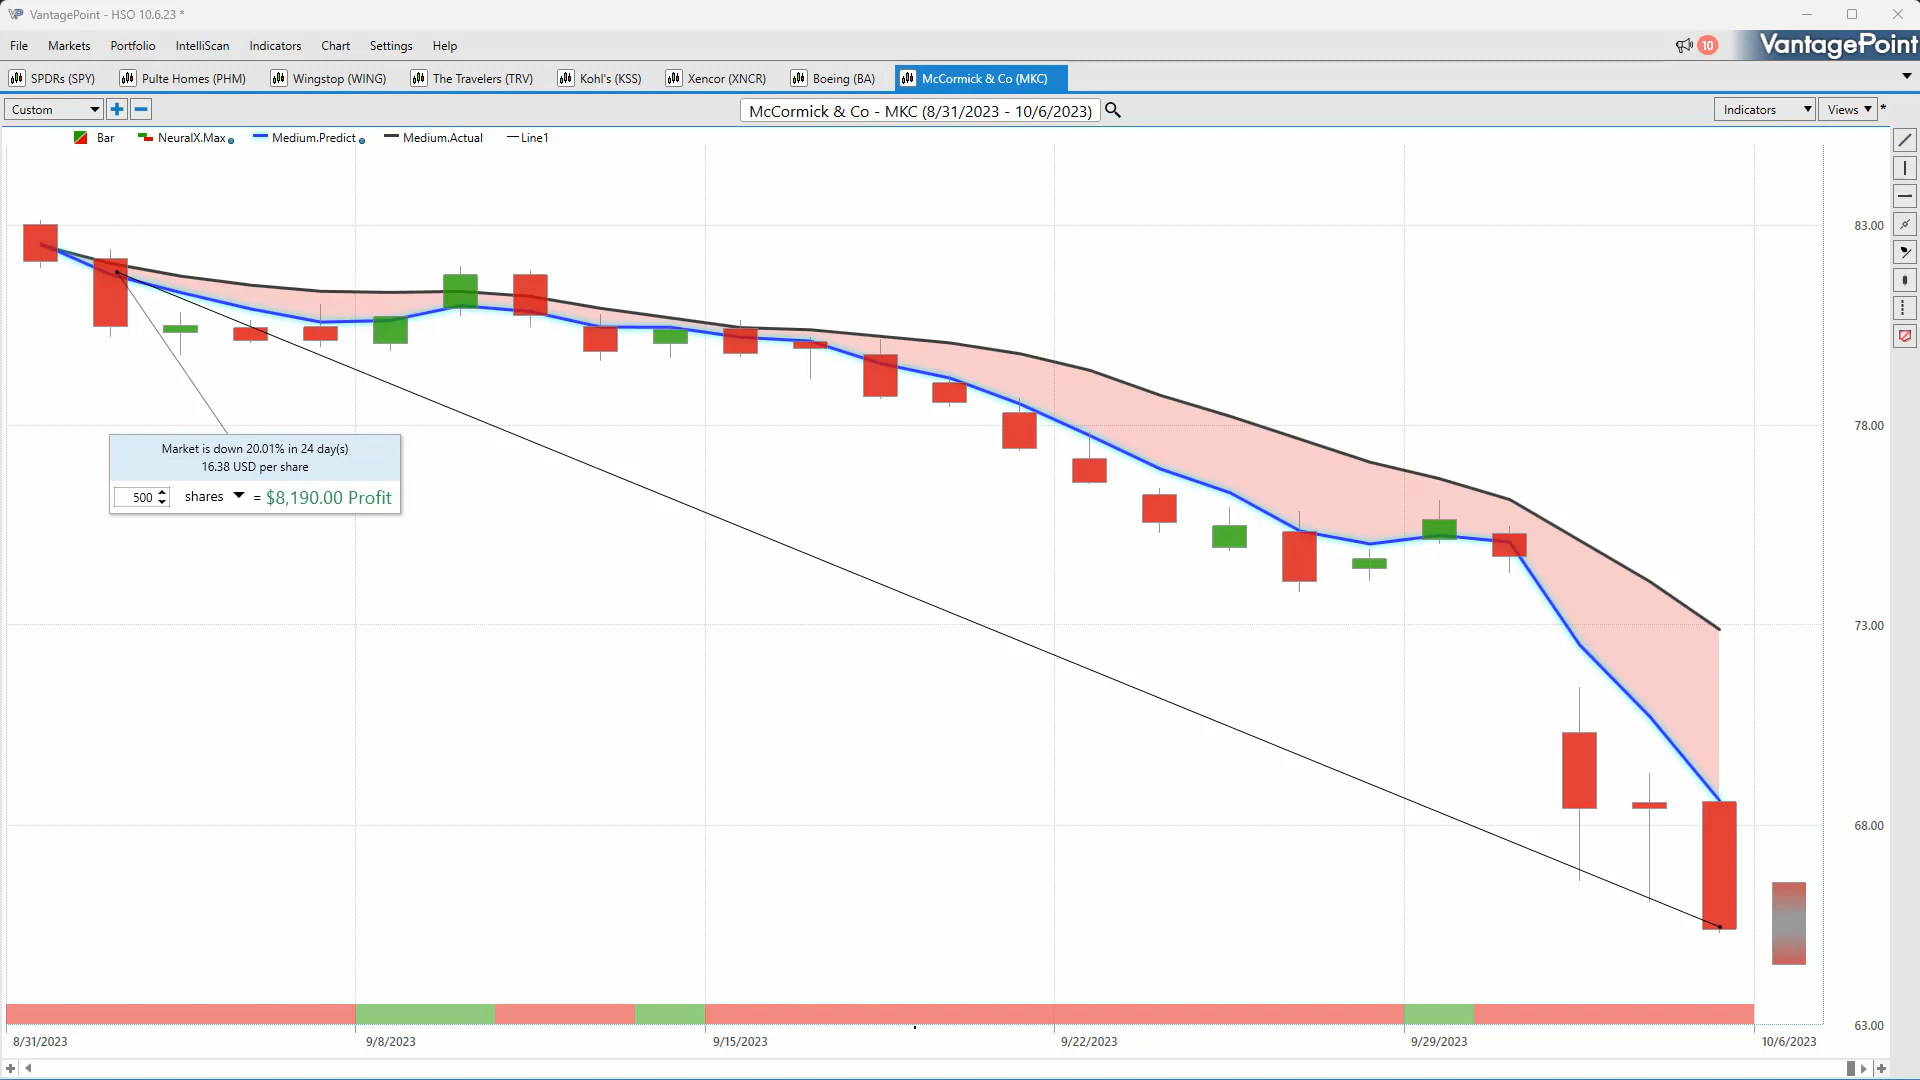 VantagePoint - HSO 10.6.23 *
File Markets Portfolio IntelliScan Indicators Chart Settings Help 10 VantagePoint
SPDRs (SPY) Pulte Homes (PHM) Wingstop (WING) The Travelers (TRV) Kohl's (KSS) Xencor (XNCR) Boeing (BA) McCormick & Co (MKC)
Custom McCormick & Co - MKC (8/31/2023 - 10/6/2023) Indicators Views *
Bar NeuralX.Max Medium.Predict Medium.Actual Line1
83.00
78.00
Market is down 20.01% in 24 day(s)
16.38 USD per share
500 shares = $8,190.00 Profit
73.00
68.00
63.00
8/31/2023 9/8/2023 9/15/2023 9/22/2023 9/29/2023 10/6/2023